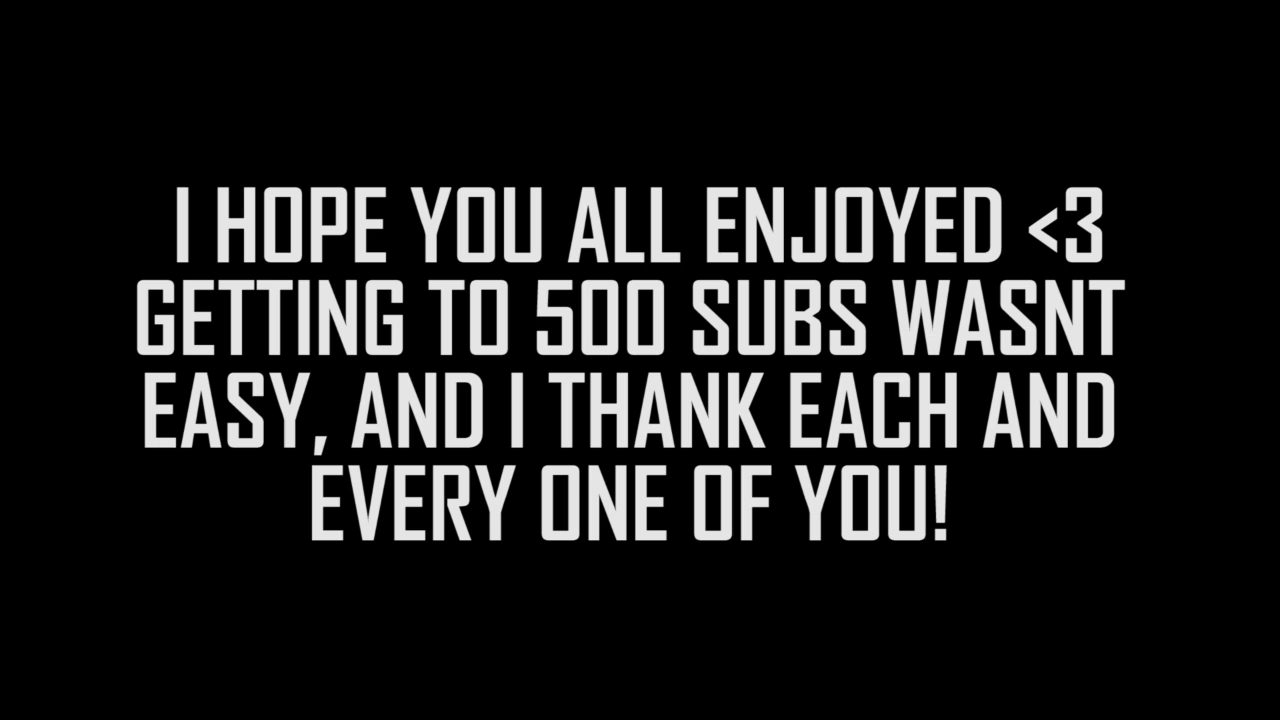 I HOPE YOU ALL ENJOYED <3
GETTING TO 500 SUBS WASNT
EASY, AND I THANK EACH AND
EVERY ONE OF YOU!